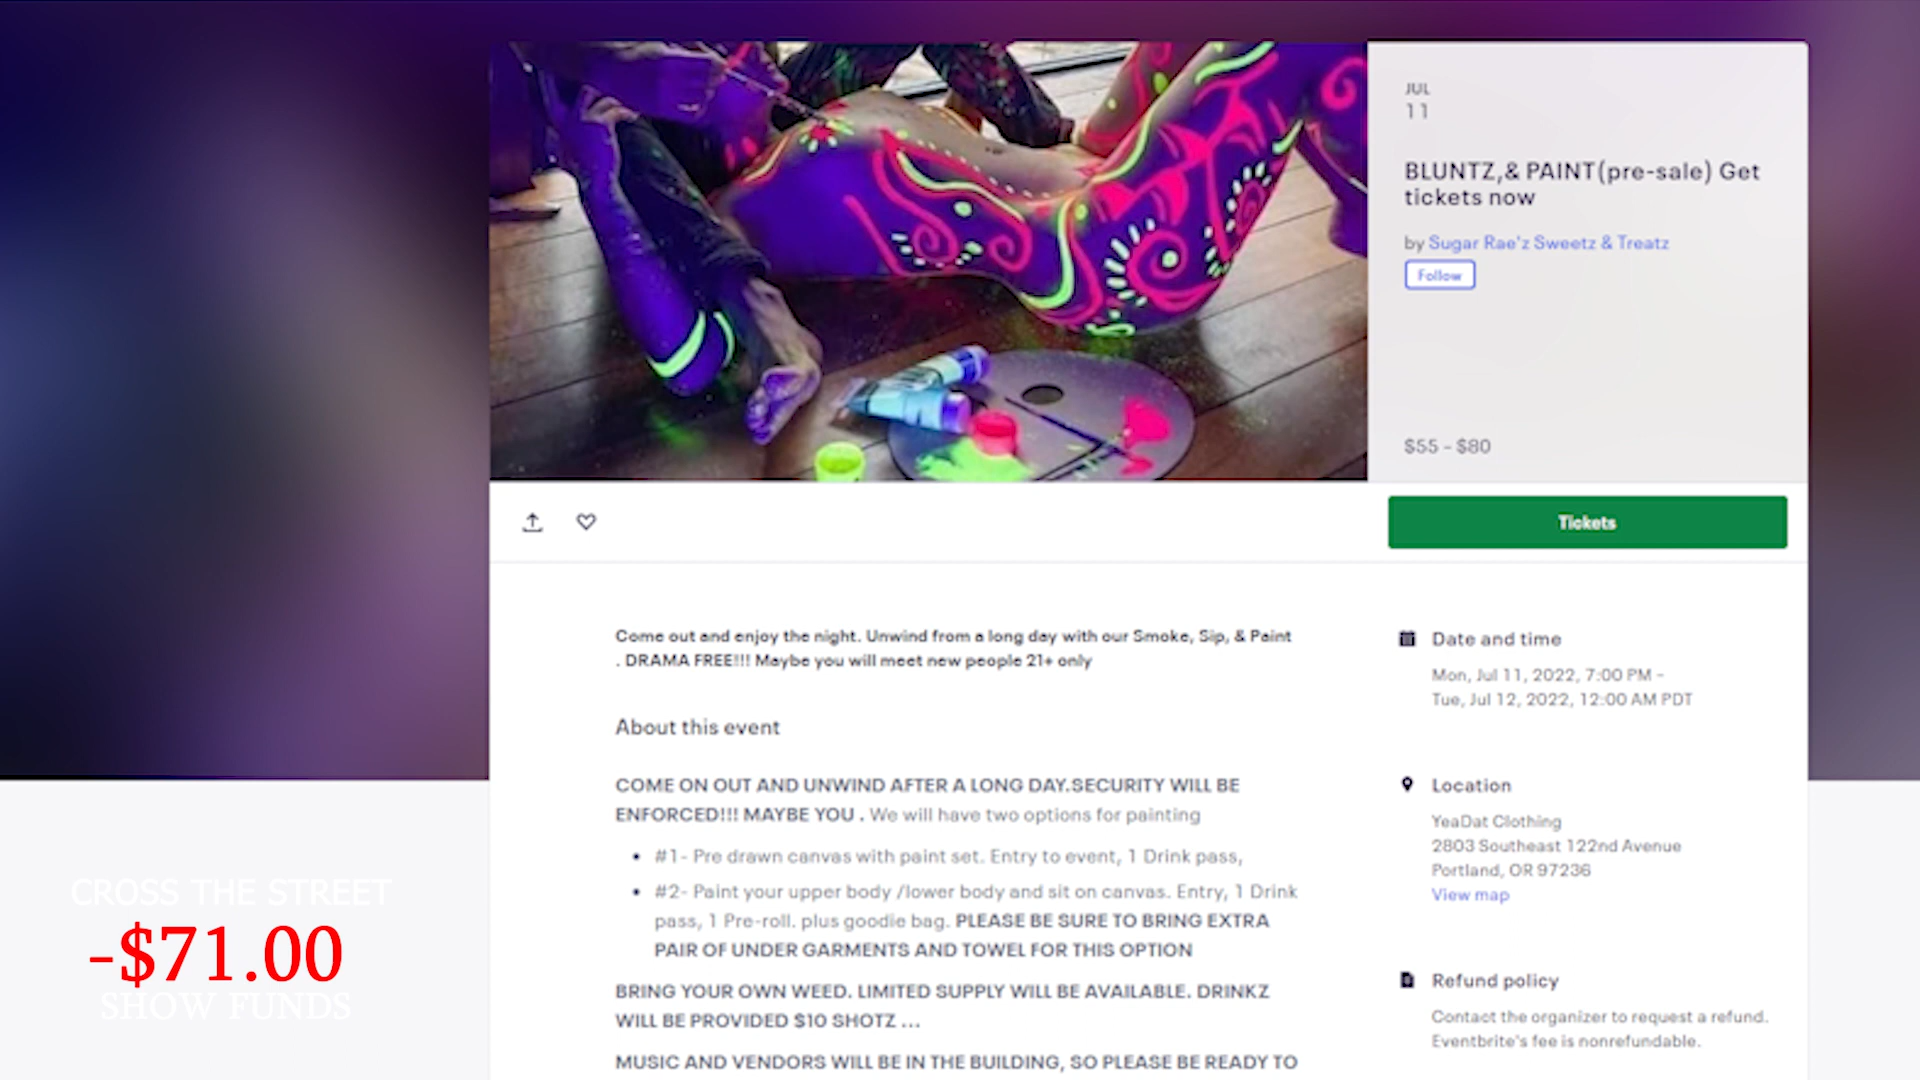 JUL
11
BLUNTZ,& PAINT(pre-sale) Get
tickets now
by Sugar Rae'z Sweetz & Treatz
Follow
$55 - $80
Tickets
Come out and enjoy the night. Unwind from a long day with our Smoke, Sip, & Paint
. DRAMA FREE!!! Maybe you will meet new people 21+ only
About this event
COME ON OUT AND UNWIND AFTER A LONG DAY.SECURITY WILL BE
ENFORCED!!! MAYBE YOU . We will have two options for painting
• #1- Pre drawn canvas with paint set. Entry to event, 1 Drink pass,
• #2- Paint your upper body /lower body and sit on canvas. Entry, 1 Drink
pass, 1 Pre-roll. plus goodie bag. PLEASE BE SURE TO BRING EXTRA
PAIR OF UNDER GARMENTS AND TOWEL FOR THIS OPTION
BRING YOUR OWN WEED. LIMITED SUPPLY WILL BE AVAILABLE. DRINKZ
WILL BE PROVIDED $10 SHOTZ ...
MUSIC AND VENDORS WILL BE IN THE BUILDING, SO PLEASE BE READY TO
Date and time
Mon, Jul 11, 2022, 7:00 PM –
Tue, Jul 12, 2022, 12:00 AM PDT
Location
YeaDat Clothing
2803 Southeast 122nd Avenue
Portland, OR 97236
View map
Refund policy
Contact the organizer to request a refund.
Eventbrite's fee is nonrefundable.
CROSS THE STREET
-$71.00
SHOW FUNDS